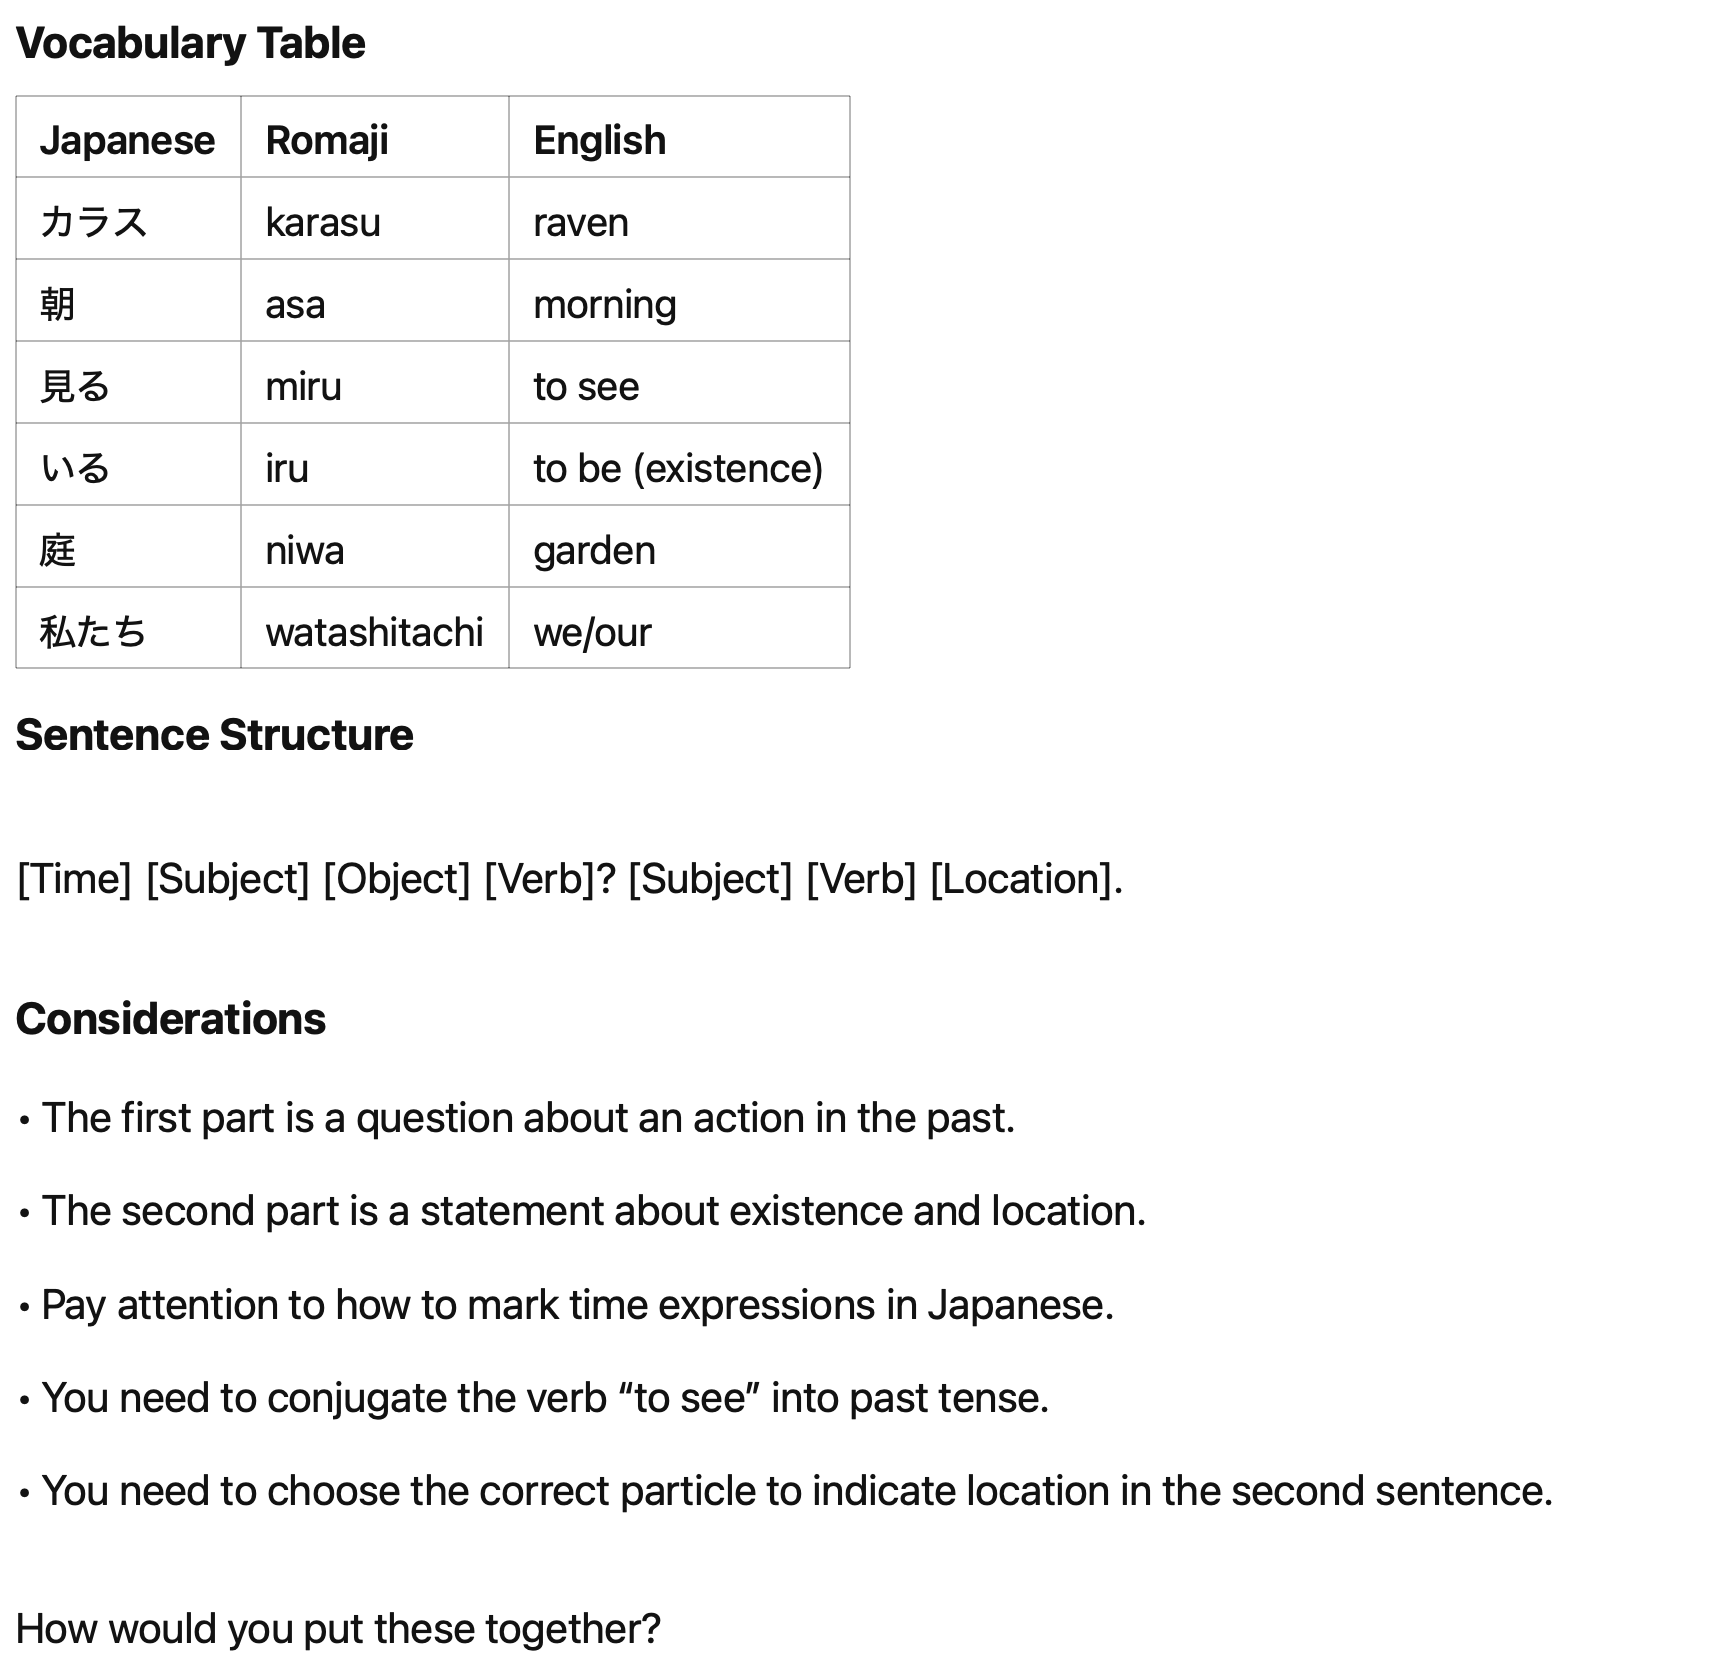 Vocabulary Table
Japanese Romaji English
カラス karasu raven
朝 asa morning
見る miru to see
いる iru to be (existence)
庭 niwa garden
私たち watashitachi we/our
Sentence Structure
[Time] [Subject] [Object] [Verb]? [Subject] [Verb] [Location].
Considerations
• The first part is a question about an action in the past.
• The second part is a statement about existence and location.
• Pay attention to how to mark time expressions in Japanese.
• You need to conjugate the verb “to see” into past tense.
• You need to choose the correct particle to indicate location in the second sentence.
How would you put these together?